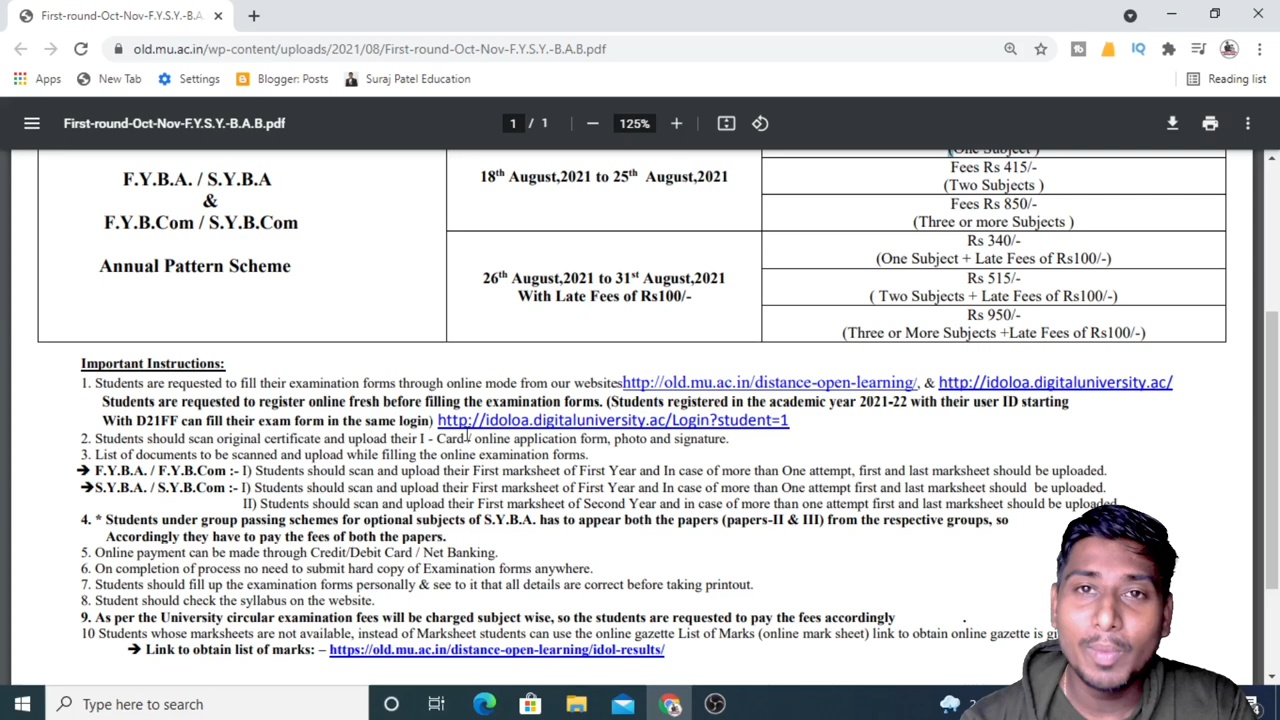 First-round-Oct-Nov-F.Y.S.Y.-B.A.
old.mu.ac.in/wp-content/uploads/2021/08/First-round-Oct-Nov-F.Y.S.Y.-B.A.B.pdf
IQ
Apps New Tab Settings Blogger: Posts Suraj Patel Education Reading list
First-round-Oct-Nov-F.Y.S.Y.-B.A.B.pdf 1 / 1 125%
(One Subject )
F.Y.B.A. / S.Y.B.A
&
F.Y.B.Com / S.Y.B.Com
Annual Pattern Scheme
18th August,2021 to 25th August,2021
Fees Rs 415/-
(Two Subjects )
Fees Rs 850/-
(Three or more Subjects )
26th August,2021 to 31st August,2021
With Late Fees of Rs100/-
Rs 340/-
(One Subject + Late Fees of Rs100/-)
Rs 515/-
( Two Subjects + Late Fees of Rs100/-)
Rs 950/-
(Three or More Subjects +Late Fees of Rs100/-)
Important Instructions:
1. Students are requested to fill their examination forms through online mode from our websiteshttp://old.mu.ac.in/distance-open-learning/, & http://idoloa.digitaluniversity.ac/
Students are requested to register online fresh before filling the examination forms. (Students registered in the academic year 2021-22 with their user ID starting
With D21FF can fill their exam form in the same login) http://idoloa.digitaluniversity.ac/Login?student=1
2. Students should scan original certificate and upload their I - Card- online application form, photo and signature.
3. List of documents to be scanned and upload while filling the online examination forms.
➔ F.Y.B.A. / F.Y.B.Com :- I) Students should scan and upload their First marksheet of First Year and In case of more than One attempt, first and last marksheet should be uploaded.
➔S.Y.B.A. / S.Y.B.Com :- I) Students should scan and upload their First marksheet of First Year and In case of more than One attempt first and last marksheet should be uploaded.
II) Students should scan and upload their First marksheet of Second Year and in case of more than one attempt first and last marksheet should be uploaded.
4. * Students under group passing schemes for optional subjects of S.Y.B.A. has to appear both the papers (papers-II & III) from the respective groups, so
Accordingly they have to pay the fees of both the papers.
5. Online payment can be made through Credit/Debit Card / Net Banking.
6. On completion of process no need to submit hard copy of Examination forms anywhere.
7. Students should fill up the examination forms personally & see to it that all details are correct before taking printout.
8. Student should check the syllabus on the website.
9. As per the University circular examination fees will be charged subject wise, so the students are requested to pay the fees accordingly .
10 Students whose marksheets are not available, instead of Marksheet students can use the online gazette List of Marks (online mark sheet) link to obtain online gazette is
➔ Link to obtain list of marks: – https://old.mu.ac.in/distance-open-learning/idol-results/
Type here to search